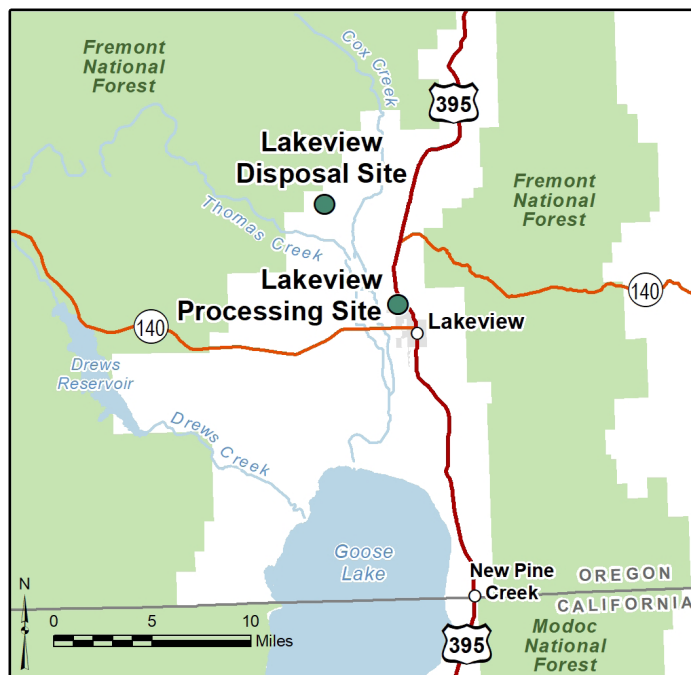 Fremont
National
Forest
Cox
Creek
395
Lakeview
Disposal Site
Fremont
National
Forest
Thomas
Creek
Lakeview
Processing Site
140
140
Lakeview
Drews
Reservoir
Drews
Creek
Goose
Lake
New Pine
Creek
OREGON
CALIFORNIA
N
0 5 10
Miles
395
Modoc
National
Forest